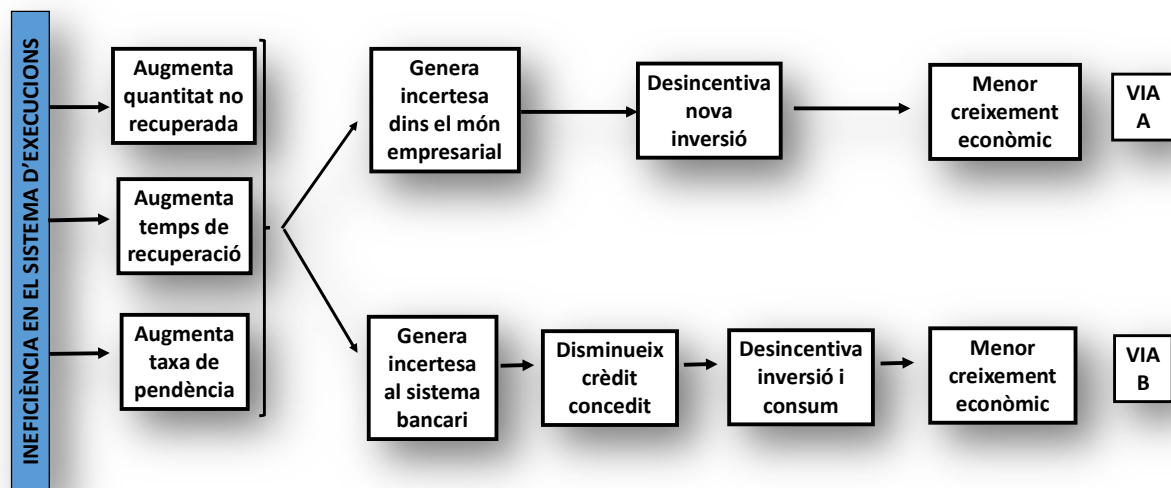 INEFICIÈNCIA EN EL SISTEMA D'EXECUCIONS
Augmenta
quantitat no
recuperada
Augmenta
temps de
recuperació
Augmenta
taxa de
pendència
Genera
incertesa
dins el món
empresarial
Desincentiva
nova
inversió
Menor
creixement
econòmic
VIA
A
Genera
incertesa
al sistema
bancari
Disminueix
crèdit
concedit
Desincentiva
inversió i
consum
Menor
creixement
econòmic
VIA
B